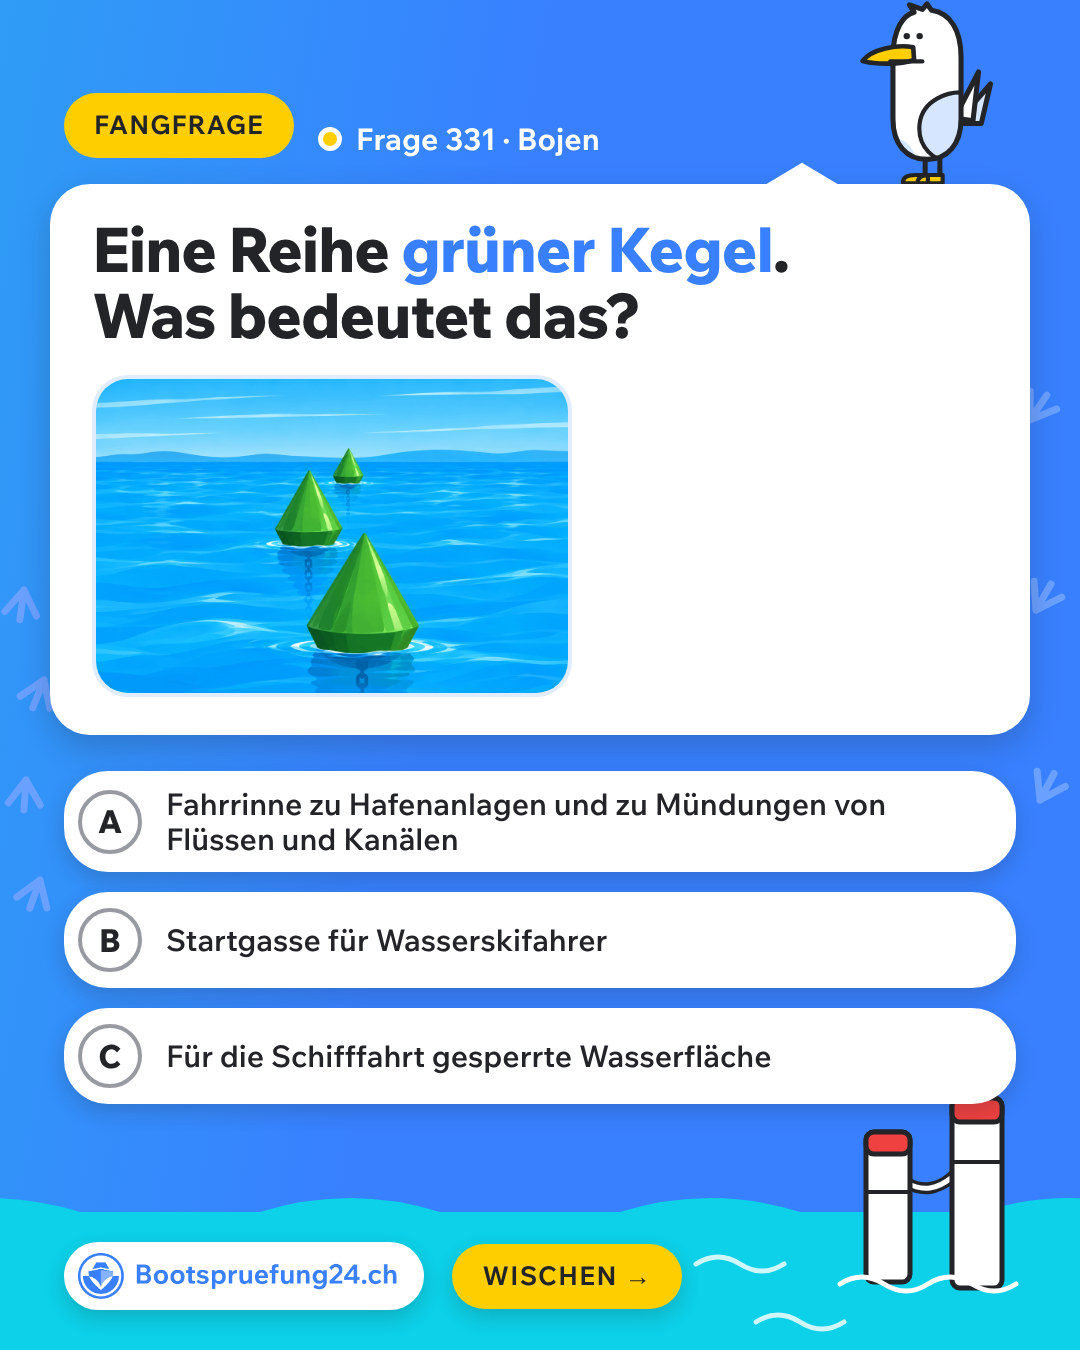 FANGFRAGE
Frage 331 · Bojen
Eine Reihe grüner Kegel.
Was bedeutet das?
A
Fahrrinne zu Hafenanlagen und zu Mündungen von
Flüssen und Kanälen
B
Startgasse für Wasserskifahrer
C
Für die Schifffahrt gesperrte Wasserfläche
Bootspruefung24.ch
WISCHEN →